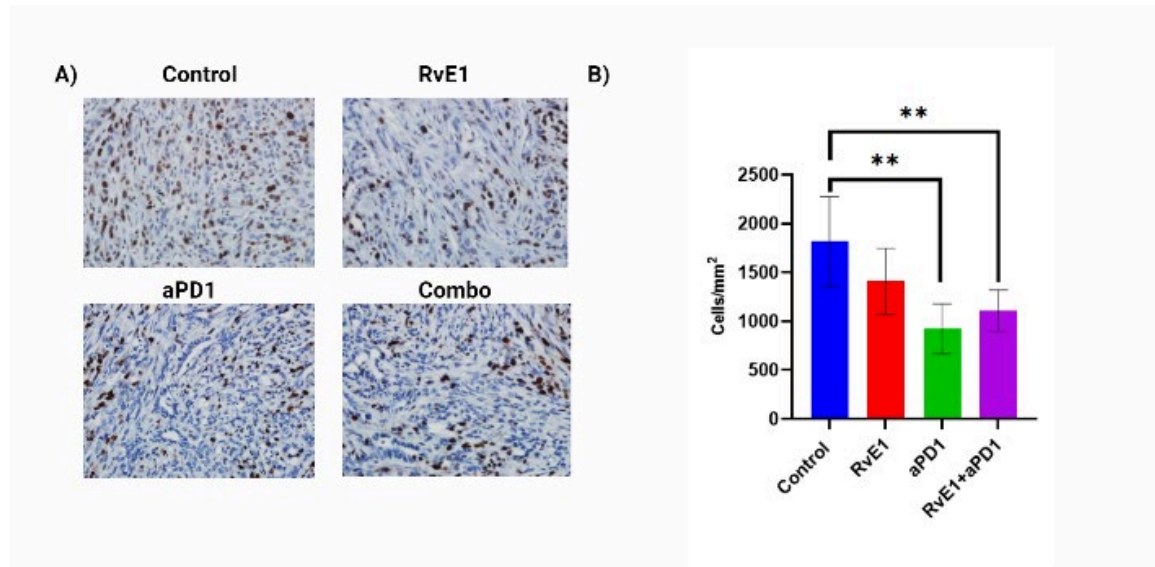 A)
Control
RvE1
aPD1
Combo
B)
**
**
Cells/mm²
2500
2000
1500
1000
500
0
Control
RvE1
aPD1
RvE1+aPD1